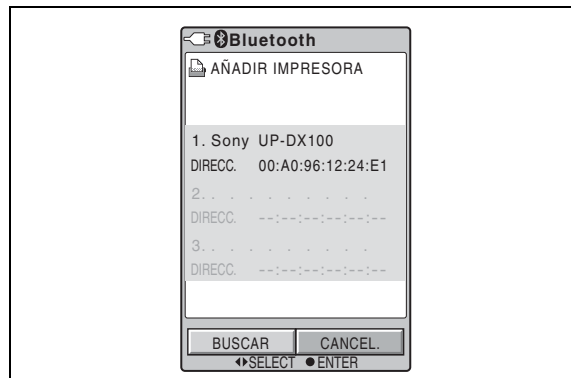 Bluetooth
AÑADIR IMPRESORA
1. Sony UP-DX100
DIRECC. 00:A0:96:12:24:E1
2. . . . . . . . . .
DIRECC. --:--:--:--:--:--
3. . . . . . . . . .
DIRECC. --:--:--:--:--:--
BUSCAR CANCEL.
SELECT ENTER